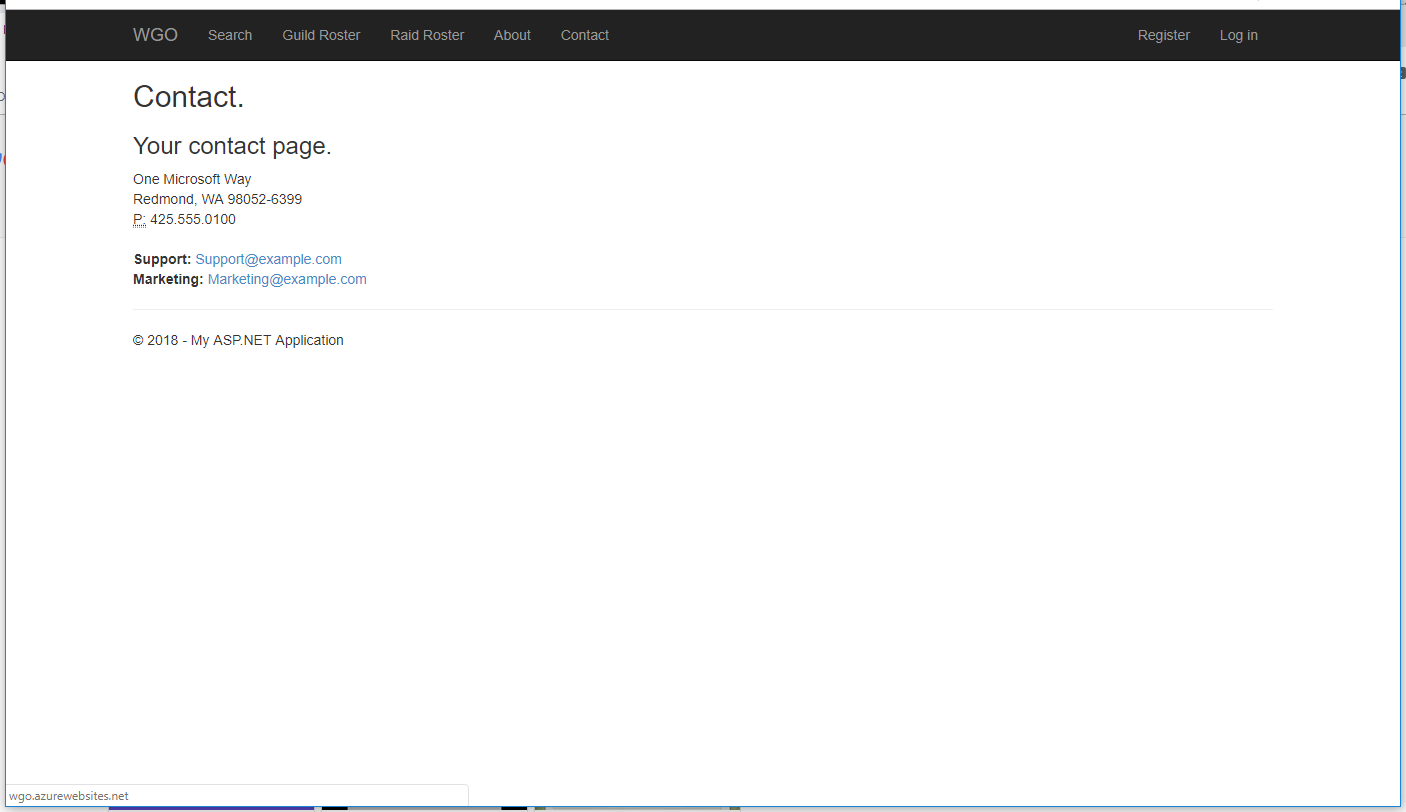 WGO Search Guild Roster Raid Roster About Contact Register Log in
Contact.
Your contact page.
One Microsoft Way
Redmond, WA 98052-6399
P: 425.555.0100
Support: Support@example.com
Marketing: Marketing@example.com
© 2018 - My ASP.NET Application
wgo.azurewebsites.net